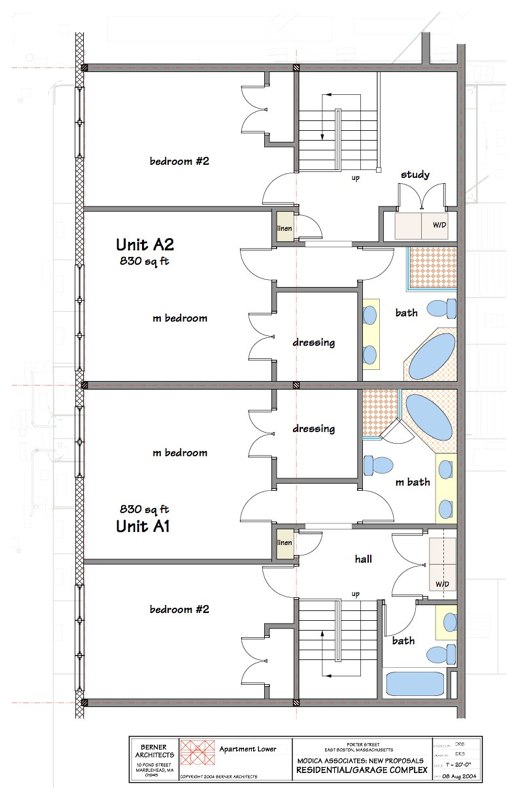 bedroom #2
up
study
linen
W/D
Unit A2
830 sq ft
m bedroom
bath
dressing
dressing
m bedroom
m bath
830 sq ft
Unit A1
linen
hall
W/D
bedroom #2
up
bath
BERNER
ARCHITECTS
10 POND STREET
MARBLEHEAD, MA
01945
Apartment Lower
COPYRIGHT 2004 BERNER ARCHITECTS
PORTER STREET
EAST BOSTON, MASSACHUSETTS
MODICA ASSOCIATES: NEW PROPOSALS
RESIDENTIAL/GARAGE COMPLEX
1" = 20'-0"
08 Aug 2004